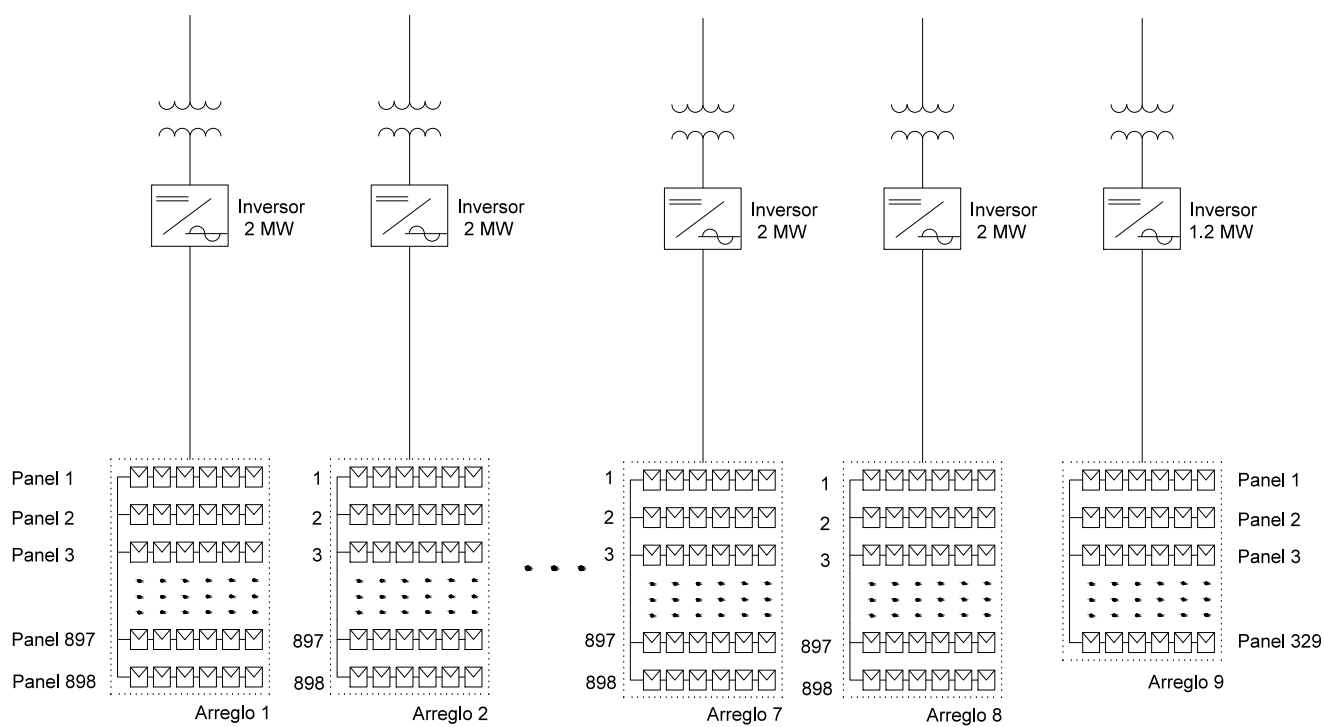 Inversor
2 MW
Inversor
2 MW
Inversor
2 MW
Inversor
2 MW
Inversor
1.2 MW
Panel 1
Panel 2
Panel 3
Panel 897
Panel 898
Arreglo 1
1
2
3
897
898
Arreglo 2
1
2
3
897
898
Arreglo 7
1
2
3
897
898
Arreglo 8
Panel 1
Panel 2
Panel 3
Panel 329
Arreglo 9